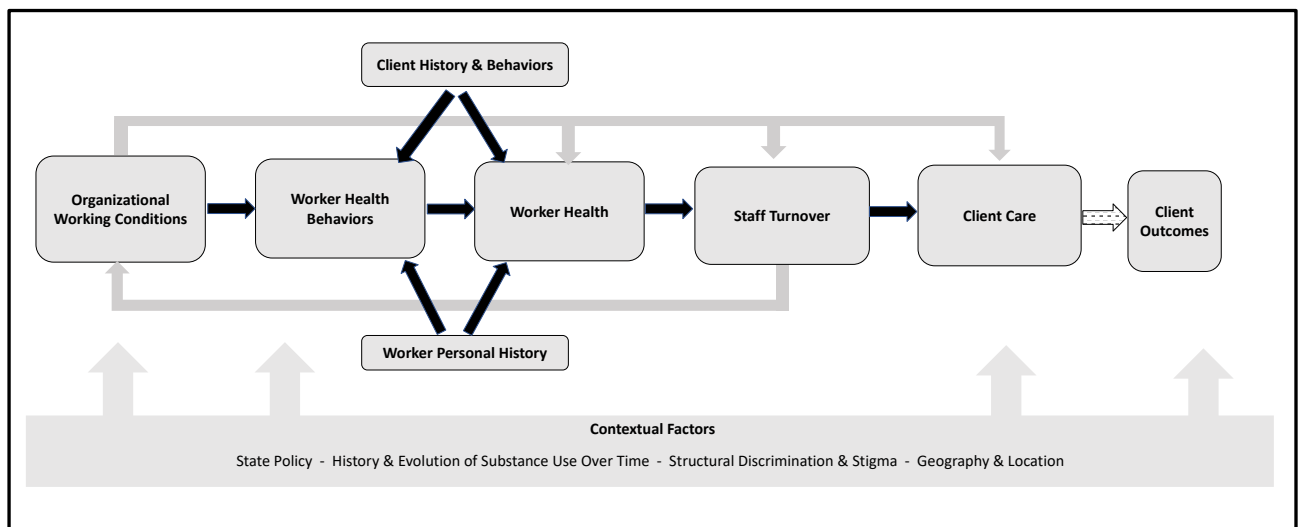 Client History & Behaviors
Organizational
Working Conditions
Worker Health
Behaviors
Worker Health
Staff Turnover
Client Care
Client
Outcomes
Worker Personal History
Contextual Factors
State Policy - History & Evolution of Substance Use Over Time - Structural Discrimination & Stigma - Geography & Location